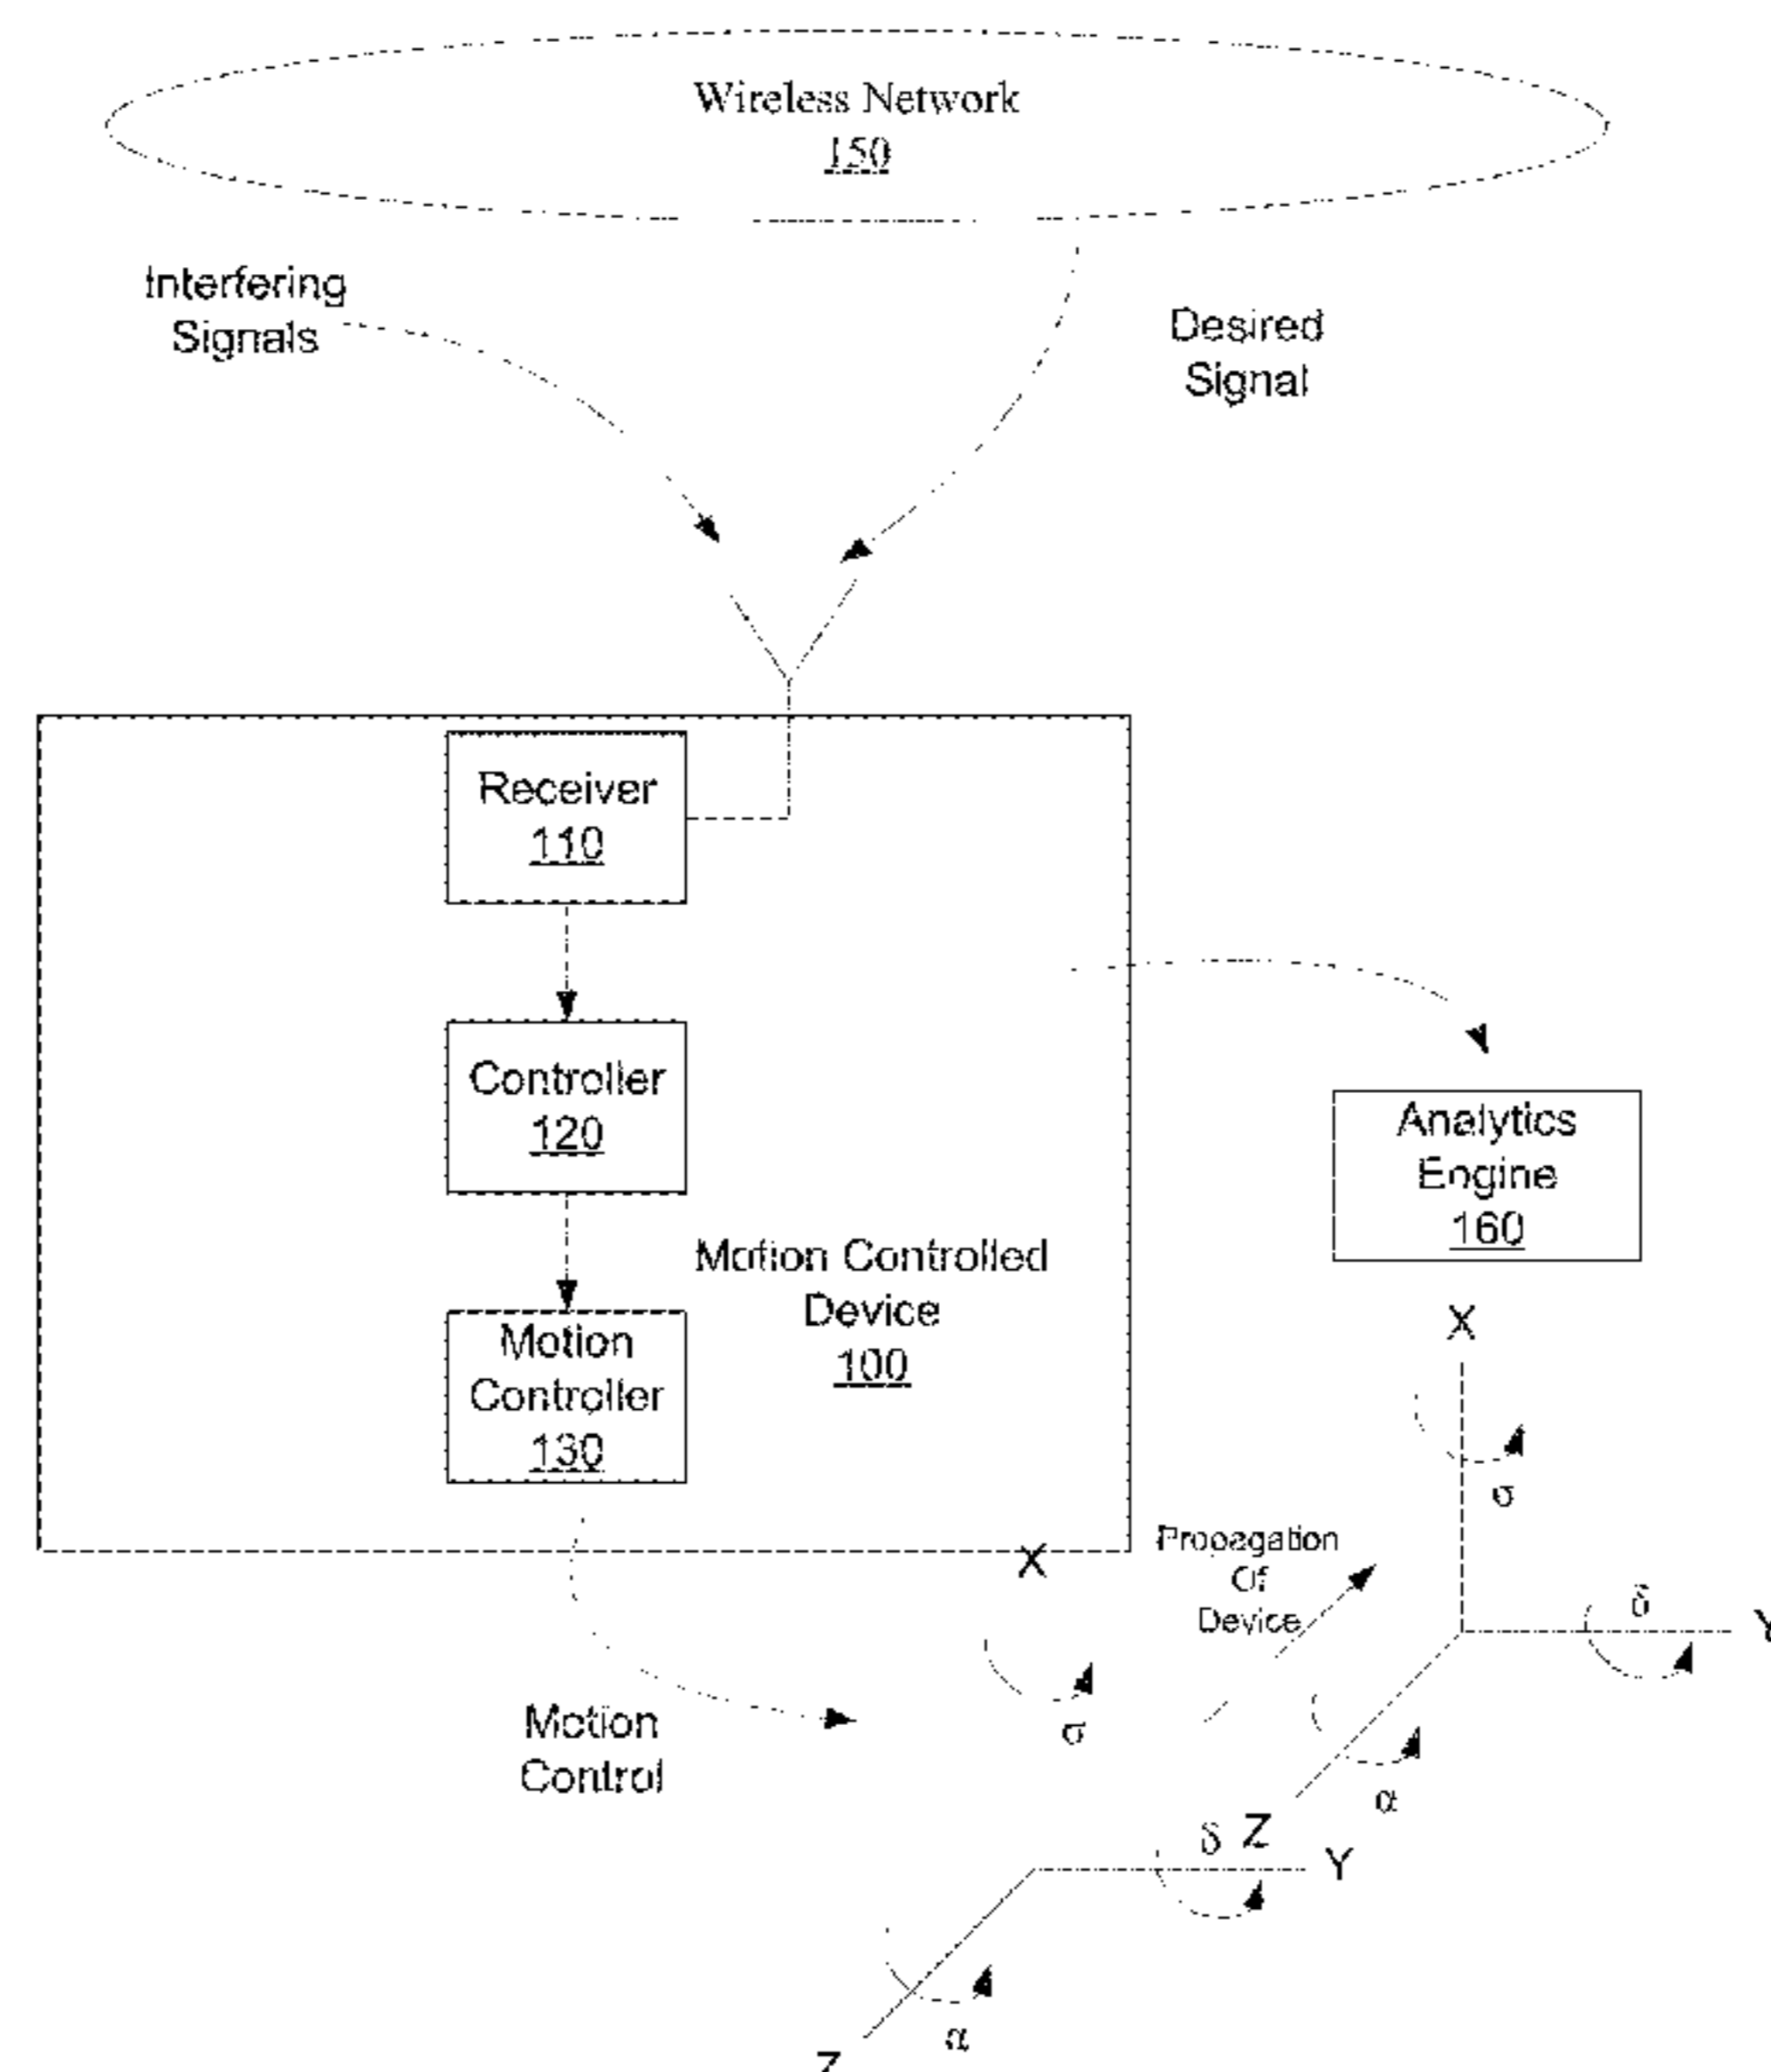 Wireless Network
150
Interfering
Signals
Desired
Signal
Receiver
110
Controller
120
Analytics
Engine
160
Motion Controlled
Device
100
Motion
Controller
130
X
σ
Propagation
Of
Device
X
δ
Y
σ
Motion
Control
α
δ
Z
Y
α
Z